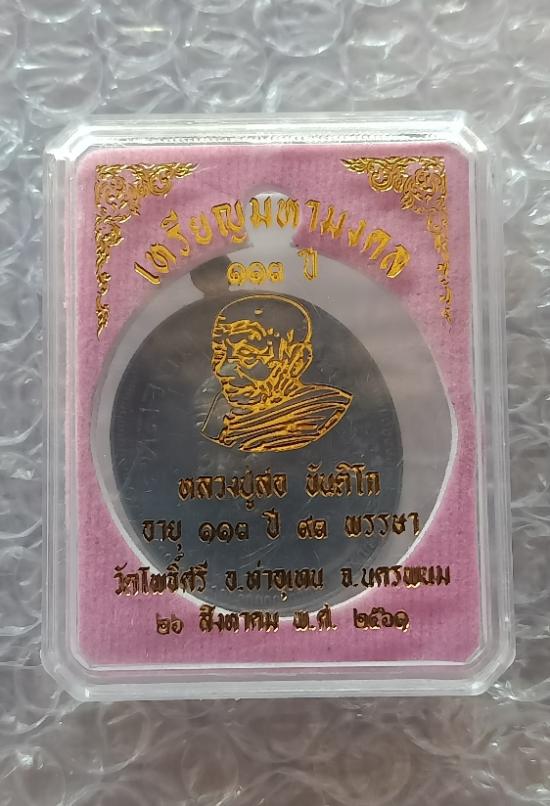 เหรียญมหามงคล
๑๑๓ ปี
หลวงปู่สอ ขันติโก
อายุ ๑๑๓ ปี ๙๓ พรรษา
วัดโพธิ์ศรี อ.ท่าอุเทน จ.นครพนม
๒๖ สิงหาคม พ.ศ. ๒๕๖๑